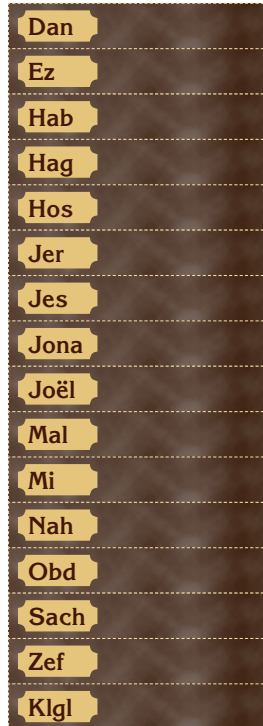 Dan
Ez
Hab
Hag
Hos
Jer
Jes
Jona
Joël
Mal
Mi
Nah
Obd
Sach
Zef
Klgl